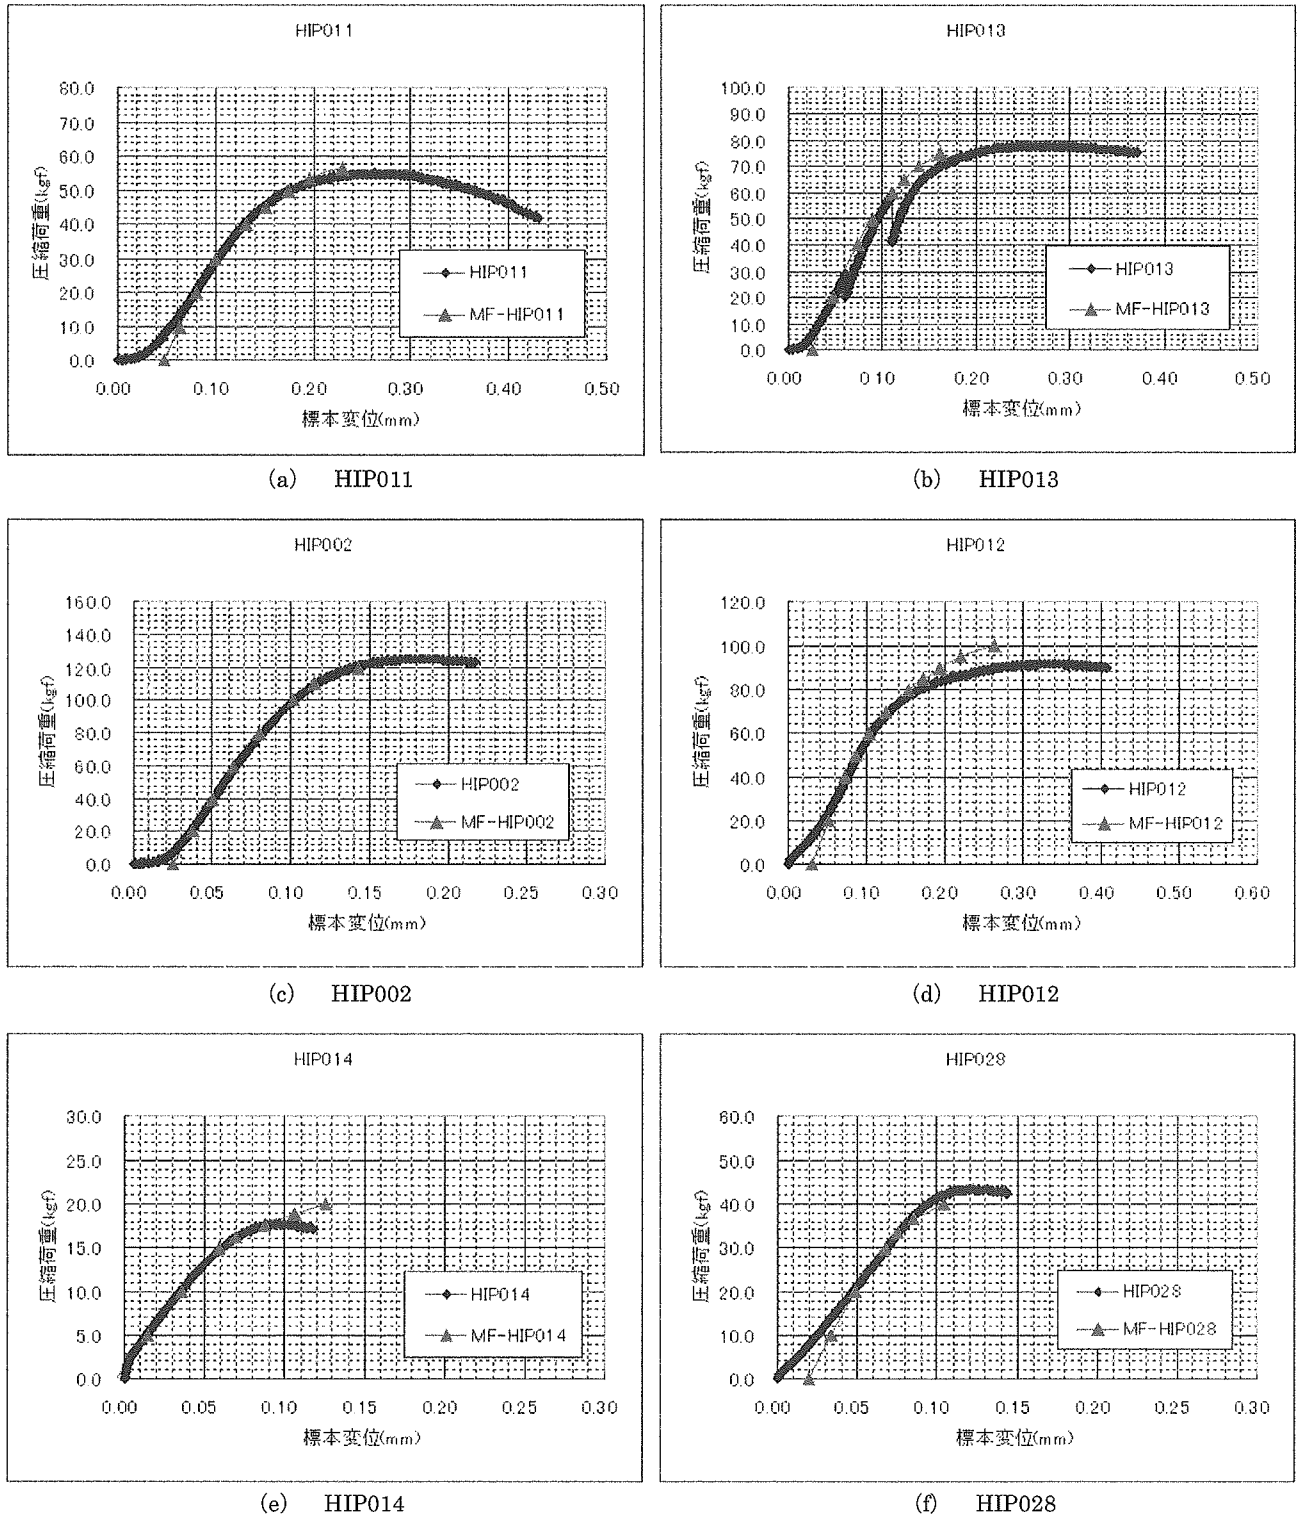 HIP011
80.0
70.0
60.0
50.0
40.0
30.0
20.0
10.0
0.0
圧縮荷重(kgf)
HIP011
MF-HIP011
0.00 0.10 0.20 0.30 0.40 0.50
標本変位(mm)
(a) HIP011
HIP013
100.0
90.0
80.0
70.0
60.0
50.0
40.0
30.0
20.0
10.0
0.0
圧縮荷重(kgf)
HIP013
MF-HIP013
0.00 0.10 0.20 0.30 0.40 0.50
標本変位(mm)
(b) HIP013
HIP002
160.0
140.0
120.0
100.0
80.0
60.0
40.0
20.0
0.0
圧縮荷重(kgf)
HIP002
MF-HIP002
0.00 0.05 0.10 0.15 0.20 0.25 0.30
標本変位(mm)
(c) HIP002
HIP012
120.0
100.0
80.0
60.0
40.0
20.0
0.0
圧縮荷重(kgf)
HIP012
MF-HIP012
0.00 0.10 0.20 0.30 0.40 0.50 0.60
標本変位(mm)
(d) HIP012
HIP014
30.0
25.0
20.0
15.0
10.0
5.0
0.0
圧縮荷重(kgf)
HIP014
MF-HIP014
0.00 0.05 0.10 0.15 0.20 0.25 0.30
標本変位(mm)
(e) HIP014
HIP028
60.0
50.0
40.0
30.0
20.0
10.0
0.0
圧縮荷重(kgf)
HIP028
MF-HIP028
0.00 0.05 0.10 0.15 0.20 0.25 0.30
標本変位(mm)
(f) HIP028